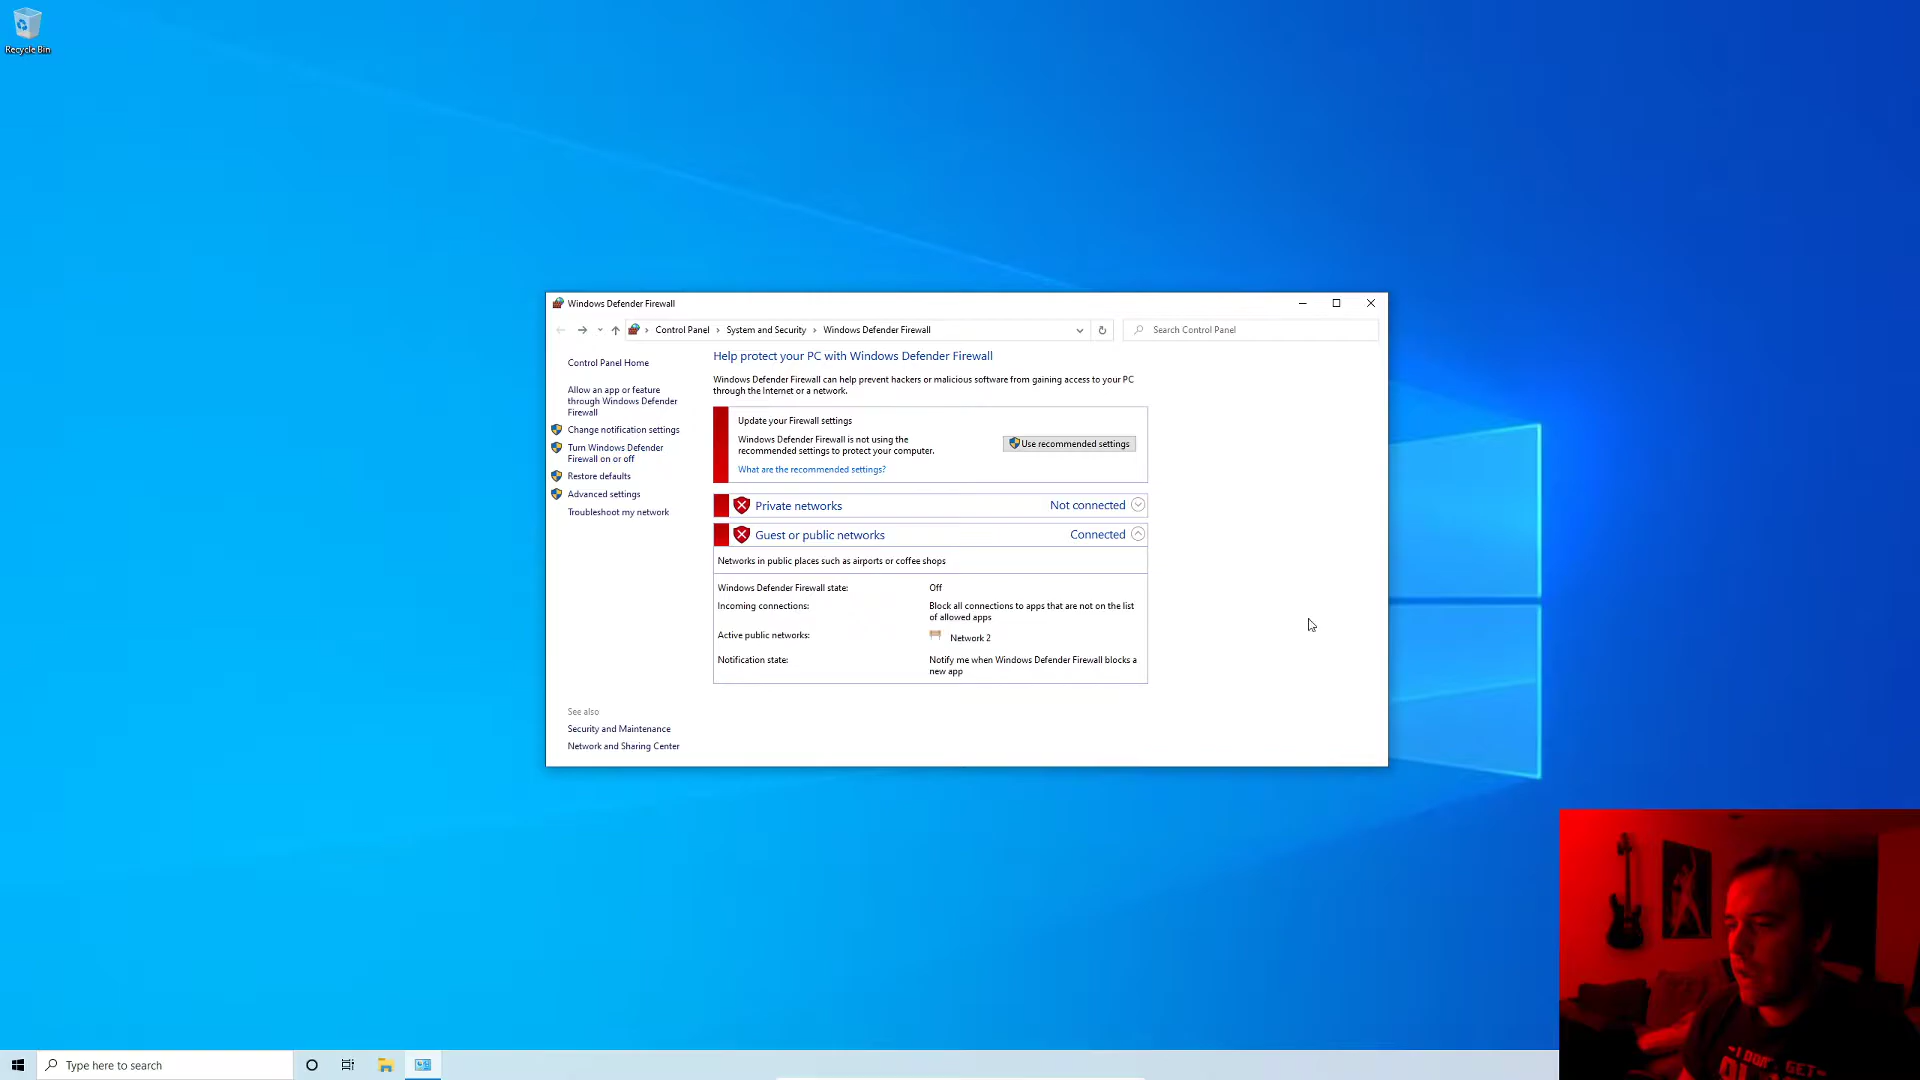 Recycle Bin
Windows Defender Firewall
Control Panel › System and Security › Windows Defender Firewall
Search Control Panel
Control Panel Home
Allow an app or feature
through Windows Defender
Firewall
Change notification settings
Turn Windows Defender
Firewall on or off
Restore defaults
Advanced settings
Troubleshoot my network
See also
Security and Maintenance
Network and Sharing Center
Help protect your PC with Windows Defender Firewall
Windows Defender Firewall can help prevent hackers or malicious software from gaining access to your PC
through the Internet or a network.
Update your Firewall settings
Windows Defender Firewall is not using the
recommended settings to protect your computer.
What are the recommended settings?
Use recommended settings
Private networks Not connected
Guest or public networks Connected
Networks in public places such as airports or coffee shops
Windows Defender Firewall state: Off
Incoming connections: Block all connections to apps that are not on the list
of allowed apps
Active public networks: Network 2
Notification state: Notify me when Windows Defender Firewall blocks a
new app
Type here to search
I DON'T GET